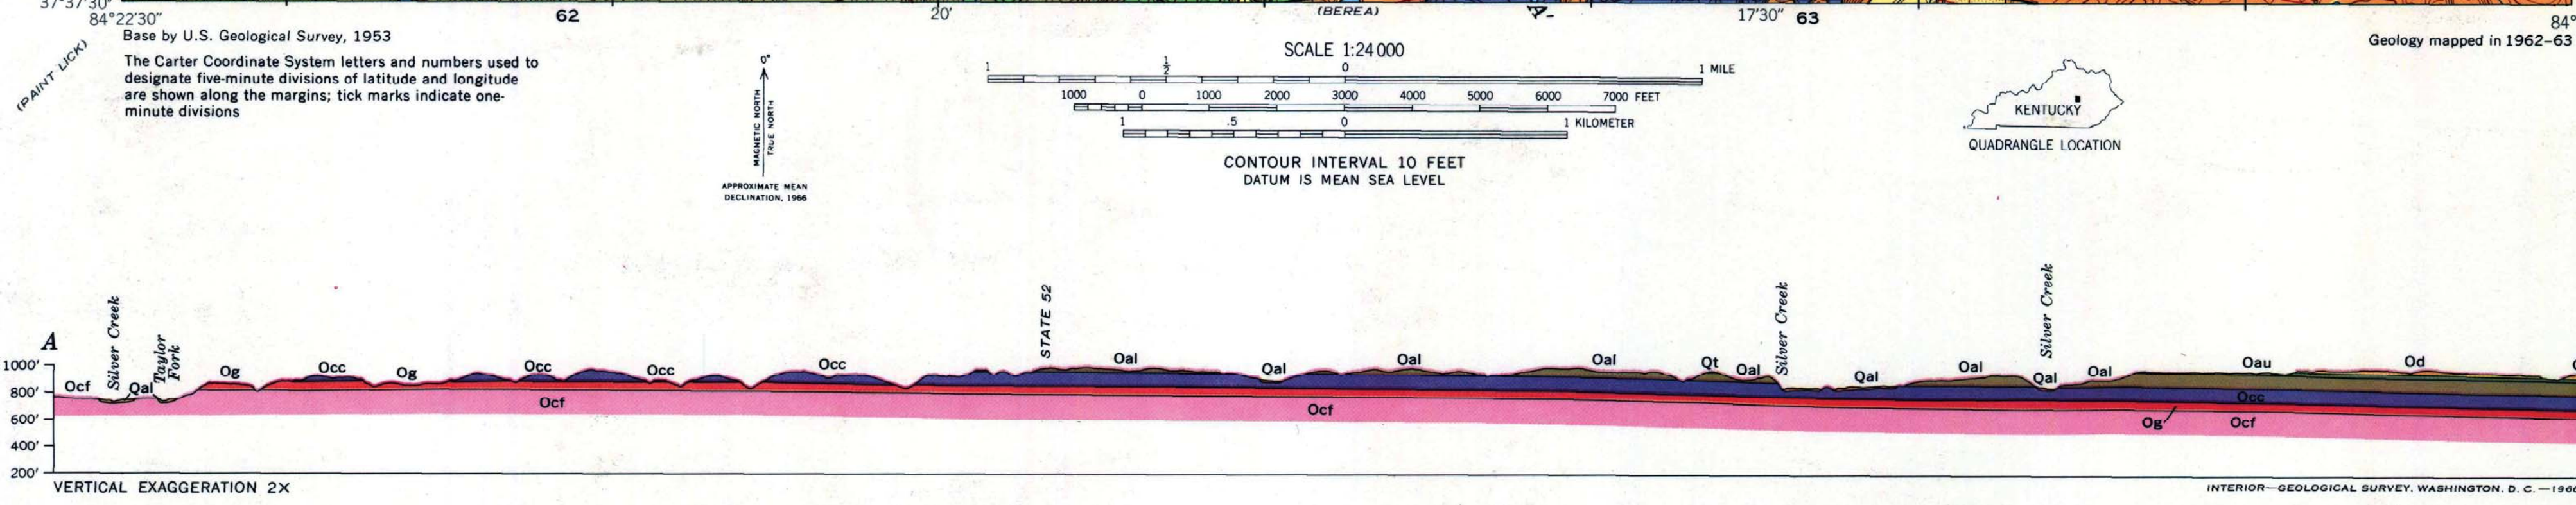 37°37'30"
84°22'30"
62
20'
(BEREA)
17'30"
63
84°
(PAINT LICK)
Base by U.S. Geological Survey, 1953
The Carter Coordinate System letters and numbers used to
designate five-minute divisions of latitude and longitude
are shown along the margins; tick marks indicate one-
minute divisions
0°
MAGNETIC NORTH
TRUE NORTH
APPROXIMATE MEAN
DECLINATION, 1966
SCALE 1:24 000
1 ½ 0 1 MILE
1000 0 1000 2000 3000 4000 5000 6000 7000 FEET
1 .5 0 1 KILOMETER
CONTOUR INTERVAL 10 FEET
DATUM IS MEAN SEA LEVEL
Geology mapped in 1962-63
KENTUCKY
QUADRANGLE LOCATION
A
Silver Creek
Taylor
Fork
STATE 52
Silver Creek
Silver Creek
1000'
800'
600'
400'
200'
Ocf
Qal
Og
Occ
Og
Occ
Occ
Occ
Oal
Qal
Oal
Oal
Qt
Oal
Qal
Oal
Qal
Oal
Oau
Od
Occ
Ocf
Ocf
Og
Ocf
VERTICAL EXAGGERATION 2X
INTERIOR—GEOLOGICAL SURVEY, WASHINGTON, D. C.—1966